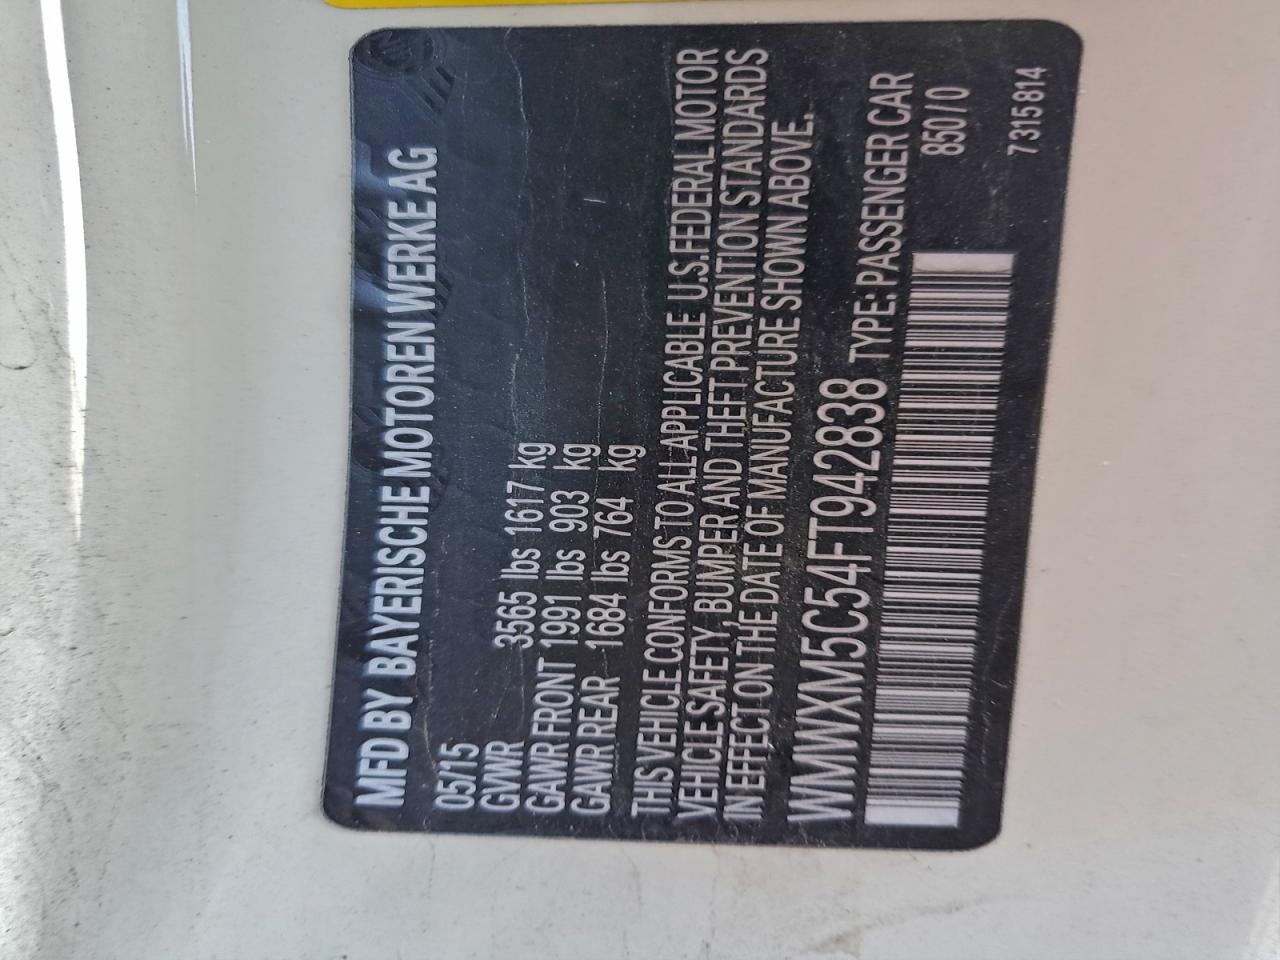 MFD BY BAYERISCHE MOTOREN WERKE AG
05/15
GVWR 3565 lbs 1617 kg
GAWR FRONT 1991 lbs 903 kg
GAWR REAR 1684 lbs 764 kg
THIS VEHICLE CONFORMS TO ALL APPLICABLE U.S.FEDERAL MOTOR
VEHICLE SAFETY, BUMPER AND THEFT PREVENTION STANDARDS
IN EFFECT ON THE DATE OF MANUFACTURE SHOWN ABOVE.
WMWXM5C54FT942838 TYPE: PASSENGER CAR
850/0
7315814